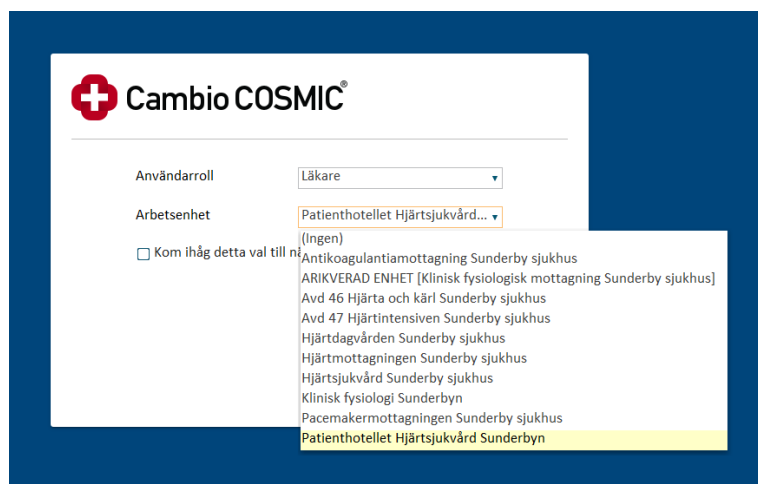 Cambio COSMIC®
Användarroll
Läkare
Arbetsenhet
Patienthotellet Hjärtsjukvård...
Kom ihåg detta val till
(Ingen)
Antikoagulantiamottagning Sunderby sjukhus
ARIKVERAD ENHET [Klinisk fysiologisk mottagning Sunderby sjukhus]
Avd 46 Hjärta och kärl Sunderby sjukhus
Avd 47 Hjärtintensiven Sunderby sjukhus
Hjärtdagvården Sunderby sjukhus
Hjärtmottagningen Sunderby sjukhus
Hjärtsjukvård Sunderby sjukhus
Klinisk fysiologi Sunderbyn
Pacemakermottagningen Sunderby sjukhus
Patienthotellet Hjärtsjukvård Sunderbyn